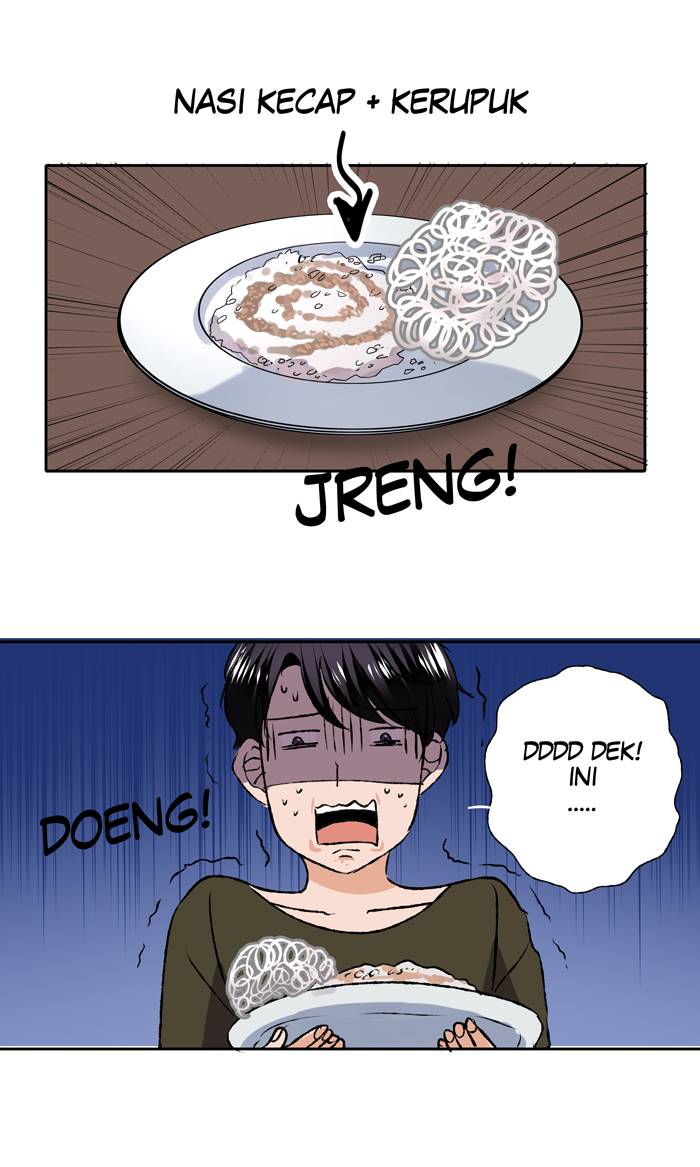 NASI KECAP + KERUPUK
JRENG!
DOENG!
DDDD DEK!
INI
.....